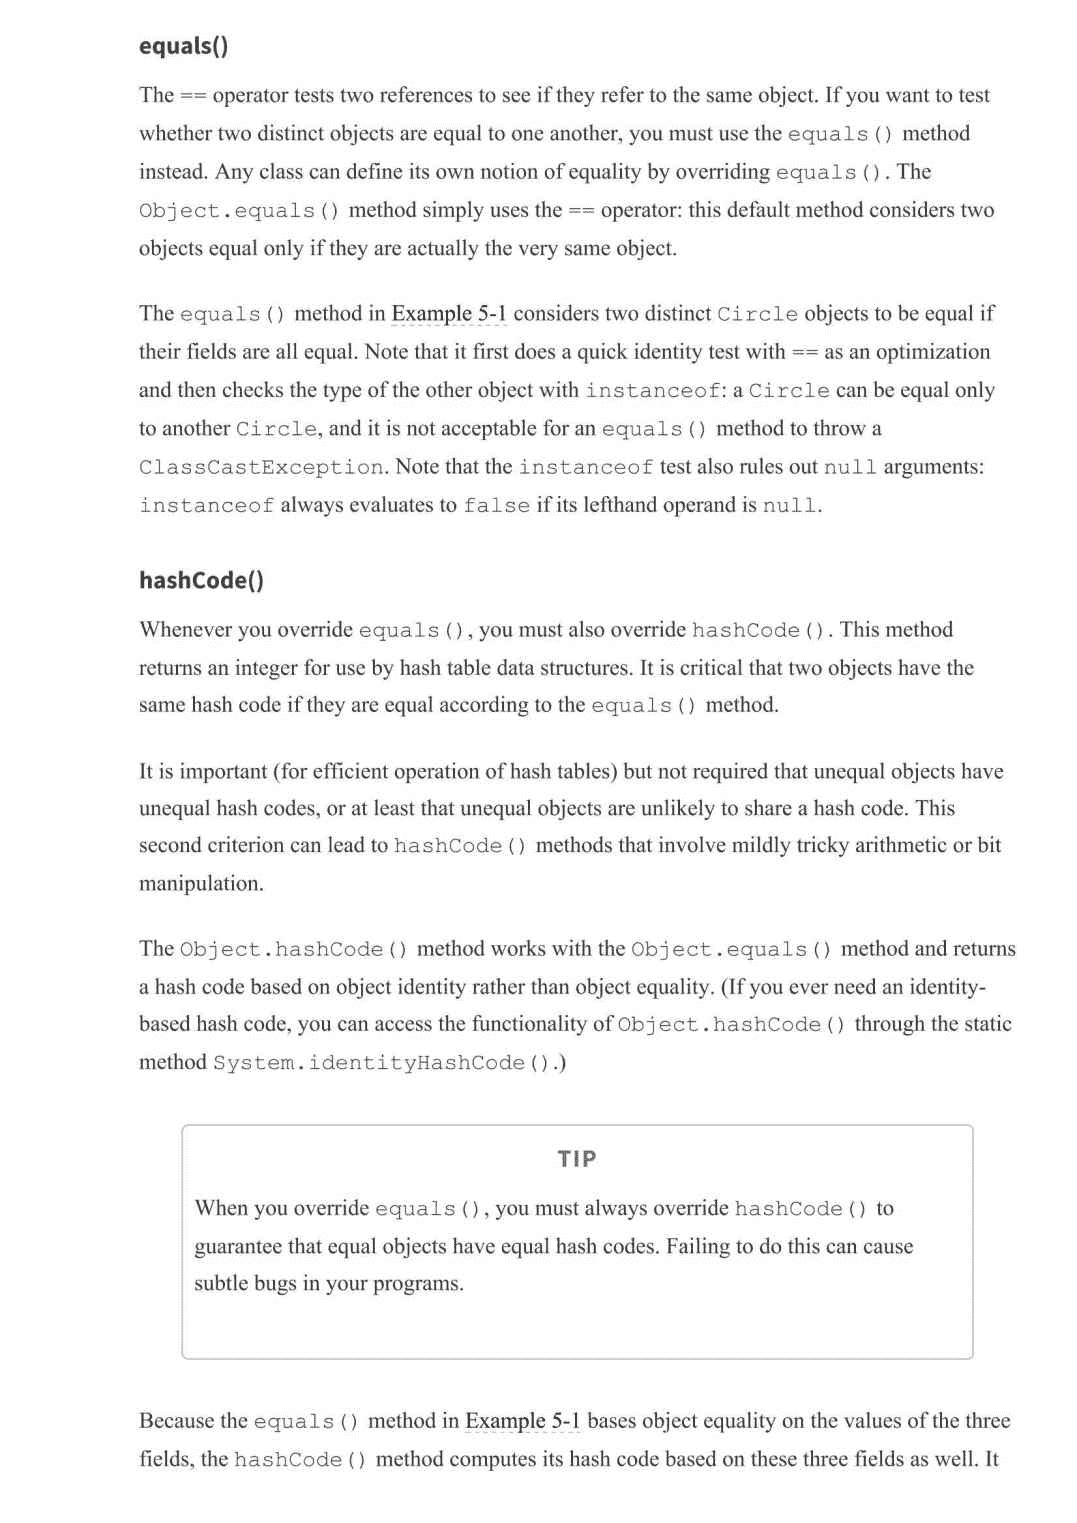 equals()
The == operator tests two references to see if they refer to the same object. If you want to test
whether two distinct objects are equal to one another, you must use the equals() method
instead. Any class can define its own notion of equality by overriding equals(). The
Object.equals() method simply uses the == operator: this default method considers two
objects equal only if they are actually the very same object.
The equals() method in Example 5-1 considers two distinct Circle objects to be equal if
their fields are all equal. Note that it first does a quick identity test with == as an optimization
and then checks the type of the other object with instanceof: a Circle can be equal only
to another Circle, and it is not acceptable for an equals() method to throw a
ClassCastException. Note that the instanceof test also rules out null arguments:
instanceof always evaluates to false if its lefthand operand is null.
hashCode()
Whenever you override equals(), you must also override hashCode(). This method
returns an integer for use by hash table data structures. It is critical that two objects have the
same hash code if they are equal according to the equals() method.
It is important (for efficient operation of hash tables) but not required that unequal objects have
unequal hash codes, or at least that unequal objects are unlikely to share a hash code. This
second criterion can lead to hashCode() methods that involve mildly tricky arithmetic or bit
manipulation.
The Object.hashCode() method works with the Object.equals() method and returns
a hash code based on object identity rather than object equality. (If you ever need an identity-
based hash code, you can access the functionality of Object.hashCode() through the static
method System.identityHashCode().)
TIP
When you override equals(), you must always override hashCode() to
guarantee that equal objects have equal hash codes. Failing to do this can cause
subtle bugs in your programs.
Because the equals() method in Example 5-1 bases object equality on the values of the three
fields, the hashCode() method computes its hash code based on these three fields as well. It